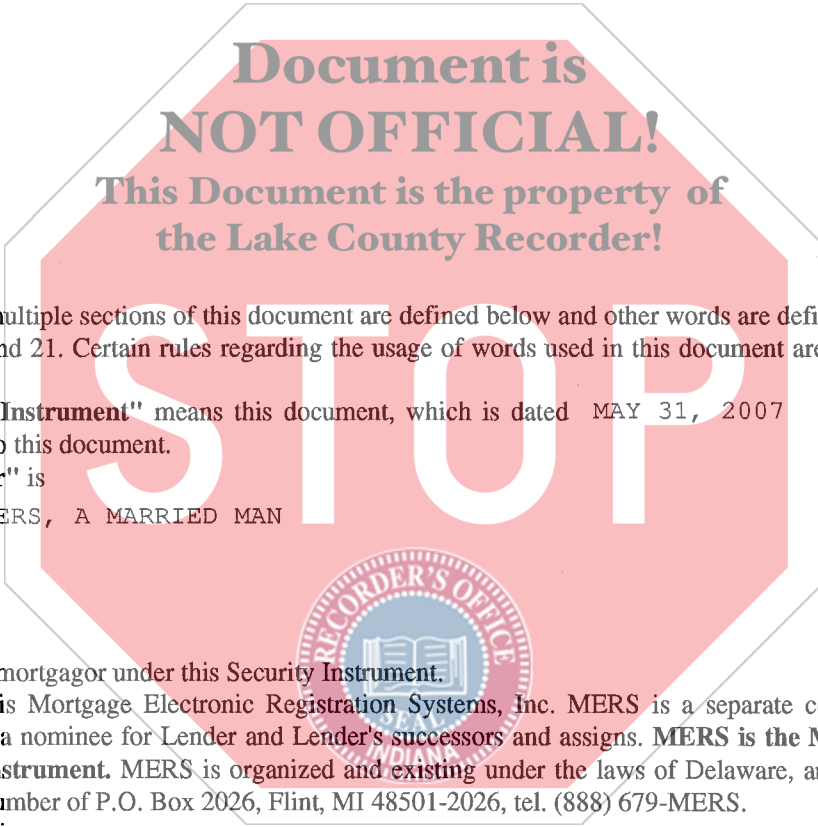 Document is
NOT OFFICIAL!
This Document is the property of
the Lake County Recorder!
STOP
ultiple sections of this document are defined below and other words are defi
nd 21. Certain rules regarding the usage of words used in this document are
Instrument" means this document, which is dated MAY 31, 2007
o this document.
r" is
ERS, A MARRIED MAN
RECORDER'S OFFICE
SEAL
INDIANA
mortgagor under this Security Instrument.
is Mortgage Electronic Registration Systems, Inc. MERS is a separate c
a nominee for Lender and Lender's successors and assigns. MERS is the M
strument. MERS is organized and existing under the laws of Delaware, a
umber of P.O. Box 2026, Flint, MI 48501-2026, tel. (888) 679-MERS.